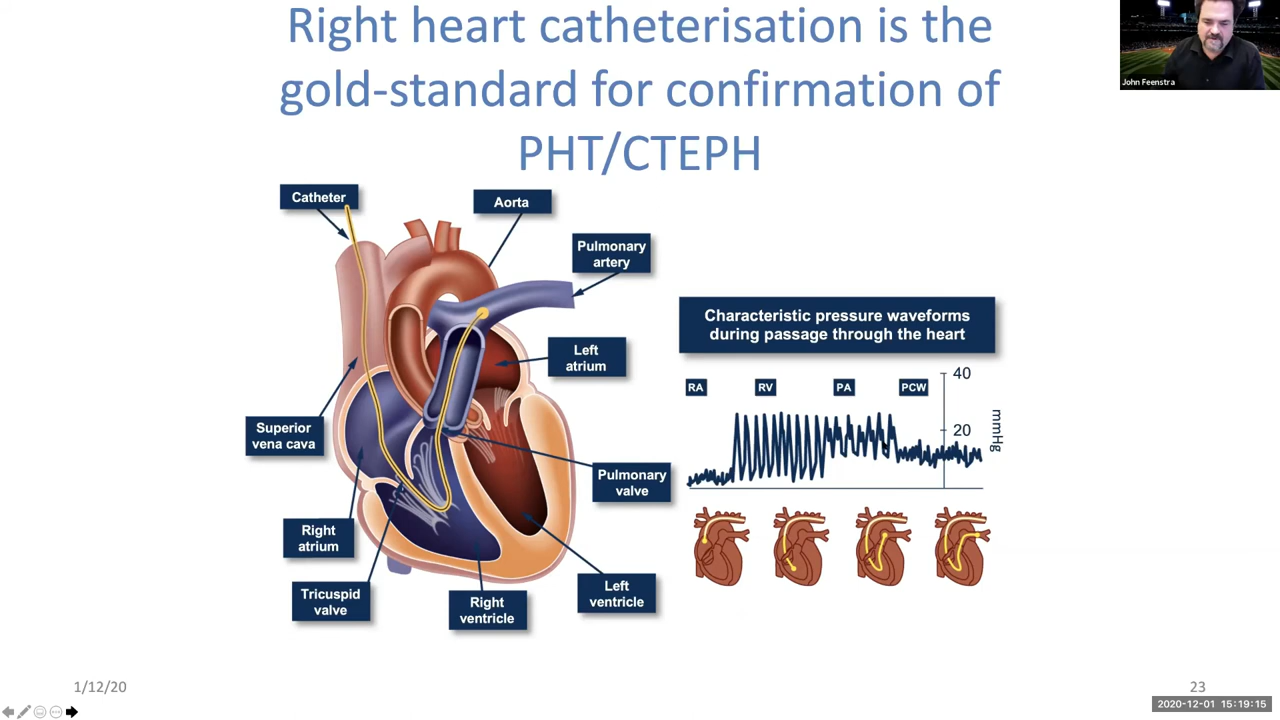 Right heart catheterisation is the
gold-standard for confirmation of
PHT/CTEPH
John Feenstra
Catheter
Aorta
Pulmonary
artery
Left
atrium
Superior
vena cava
Pulmonary
valve
Right
atrium
Tricuspid
valve
Right
ventricle
Left
ventricle
Characteristic pressure waveforms
during passage through the heart
RA RV PA PCW
40
20
mmHg
1/12/20
23
2020-12-01 15:19:15